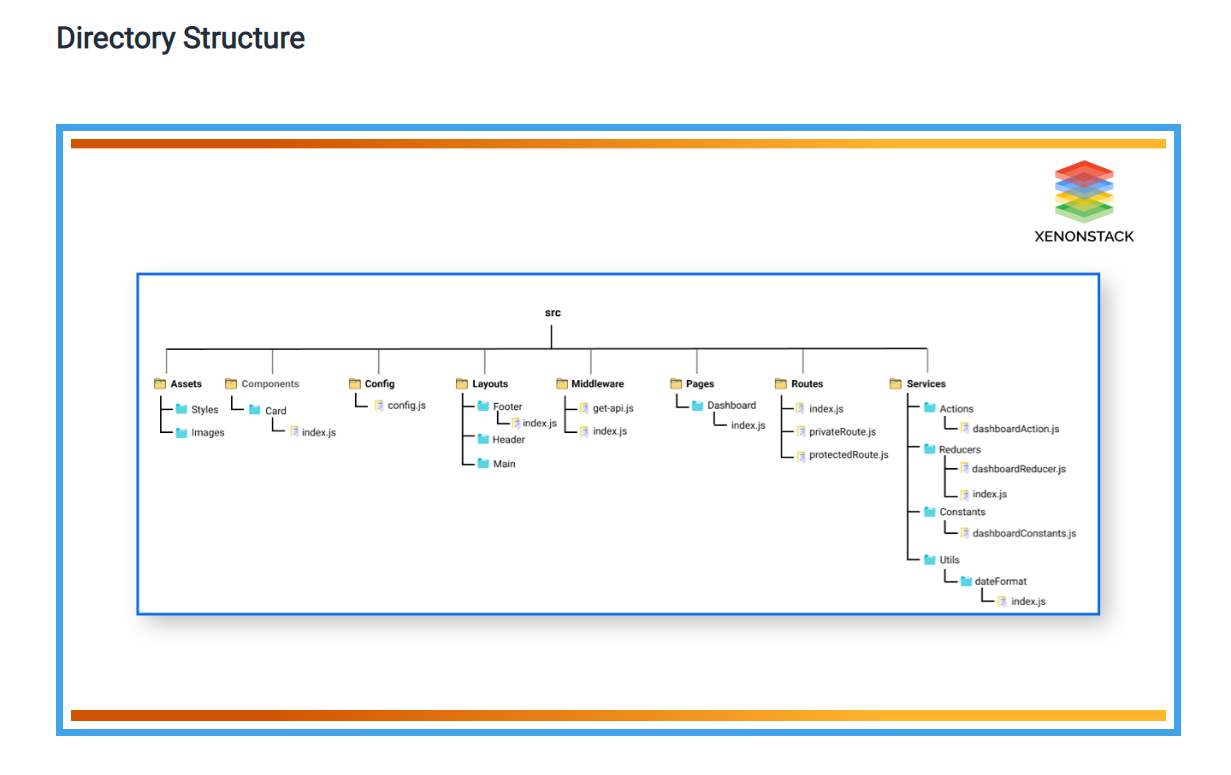 Directory Structure
XENONSTACK
src
Assets
Styles
Images
Components
Card
index.js
Config
config.js
Layouts
Footer
index.js
Header
Main
Middleware
get-api.js
index.js
Pages
Dashboard
index.js
Routes
index.js
privateRoute.js
protectedRoute.js
Services
Actions
dashboardAction.js
Reducers
dashboardReducer.js
index.js
Constants
dashboardConstants.js
Utils
dateFormat
index.js